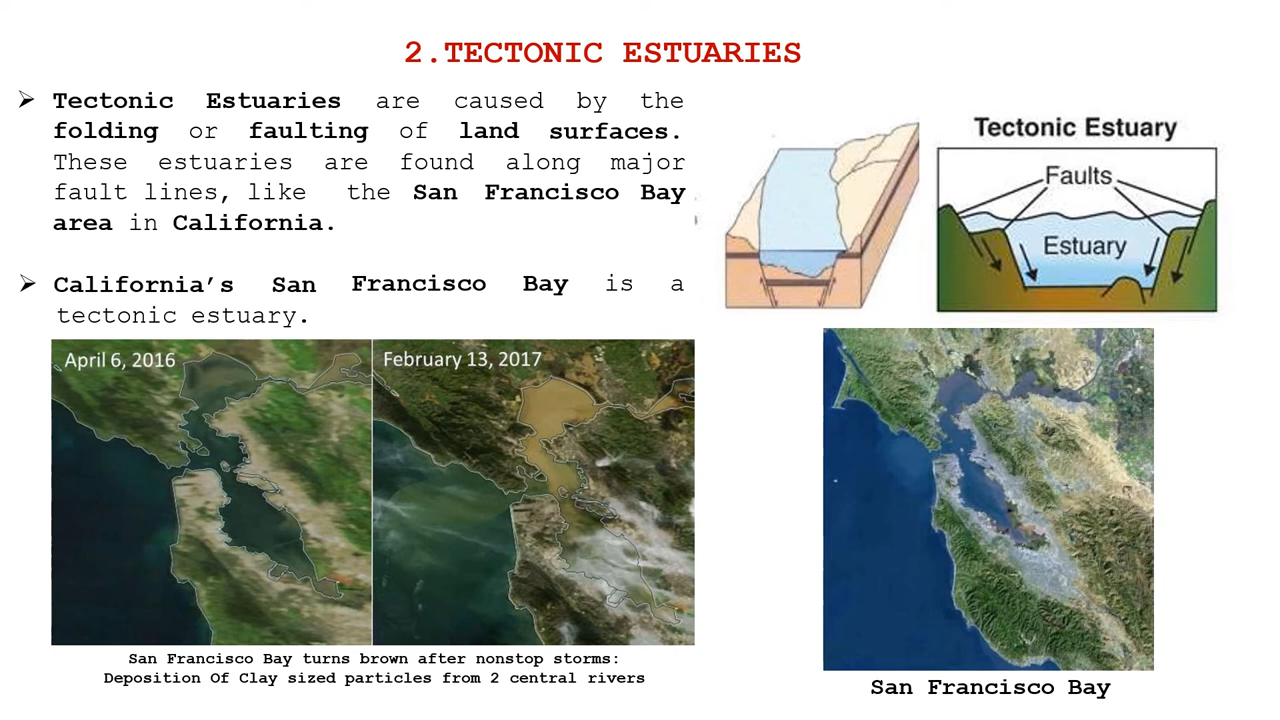 2.TECTONIC ESTUARIES
➢ Tectonic Estuaries are caused by the
folding or faulting of land surfaces.
These estuaries are found along major
fault lines, like the San Francisco Bay
area in California.
➢ California’s San Francisco Bay is a
tectonic estuary.
Tectonic Estuary
Faults
Estuary
April 6, 2016
February 13, 2017
San Francisco Bay turns brown after nonstop storms:
Deposition Of Clay sized particles from 2 central rivers
San Francisco Bay